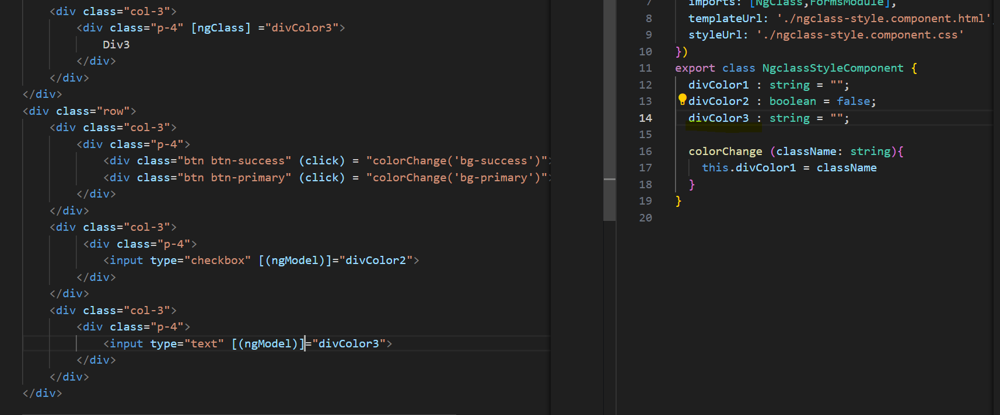 <div class="col-3">
<div class="p-4" [ngClass] ="divColor3">
Div3
</div>
</div>
</div>
<div class="row">
<div class="col-3">
<div class="p-4">
<div class="btn btn-success" (click) = "colorChange('bg-success')">
<div class="btn btn-primary" (click) = "colorChange('bg-primary')">
</div>
</div>
<div class="col-3">
<div class="p-4">
<input type="checkbox" [(ngModel)]="divColor2">
</div>
</div>
<div class="col-3">
<div class="p-4">
<input type="text" [(ngModel)]="divColor3">
</div>
</div>
</div>
7 imports: [NgClass,FormsModule],
8 templateUrl: './ngclass-style.component.html'
9 styleUrl: './ngclass-style.component.css'
10 })
11 export class NgclassStyleComponent {
12 divColor1 : string = "";
13 divColor2 : boolean = false;
14 divColor3 : string = "";
15
16 colorChange (className: string){
17 this.divColor1 = className
18 }
19 }
20